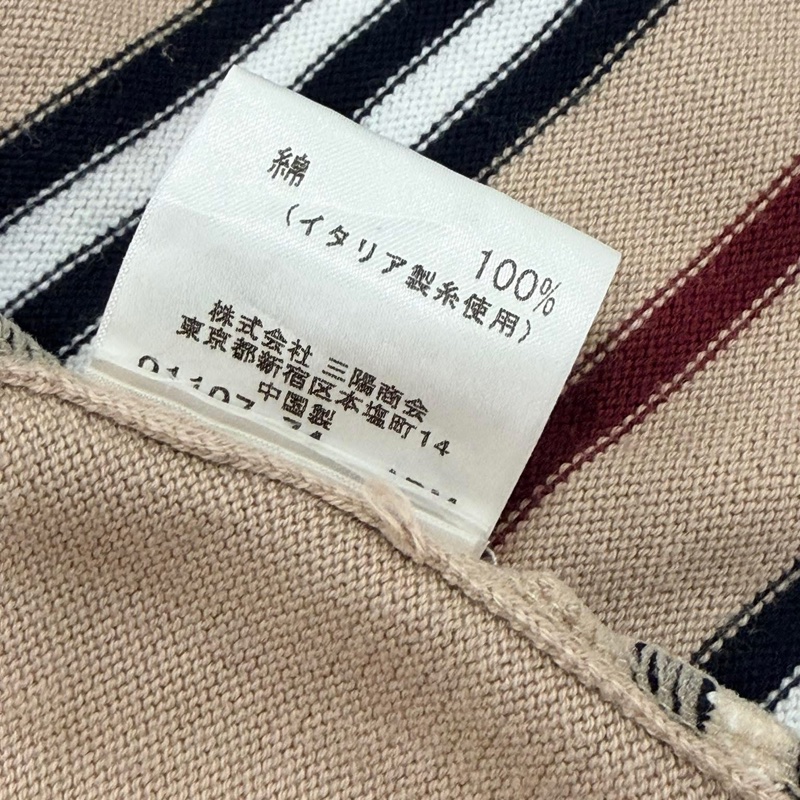 綿
100%
(イタリア製糸使用)
株式会社 三陽商会
東京都新宿区本塩町14
中国製